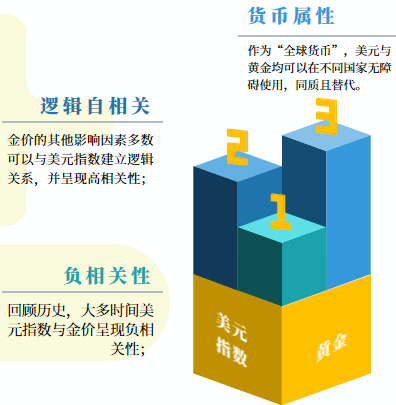 货币属性
作为“全球货币”，美元与
黄金均可以在不同国家无障
碍使用，同质且替代。
逻辑自相关
金价的其他影响因素多数
可以与美元指数建立逻辑
关系，并呈现高相关性；
负相关性
回顾历史，大多时间美
元指数与金价呈现负相
关性；
3
2
1
美元
指数
黄金